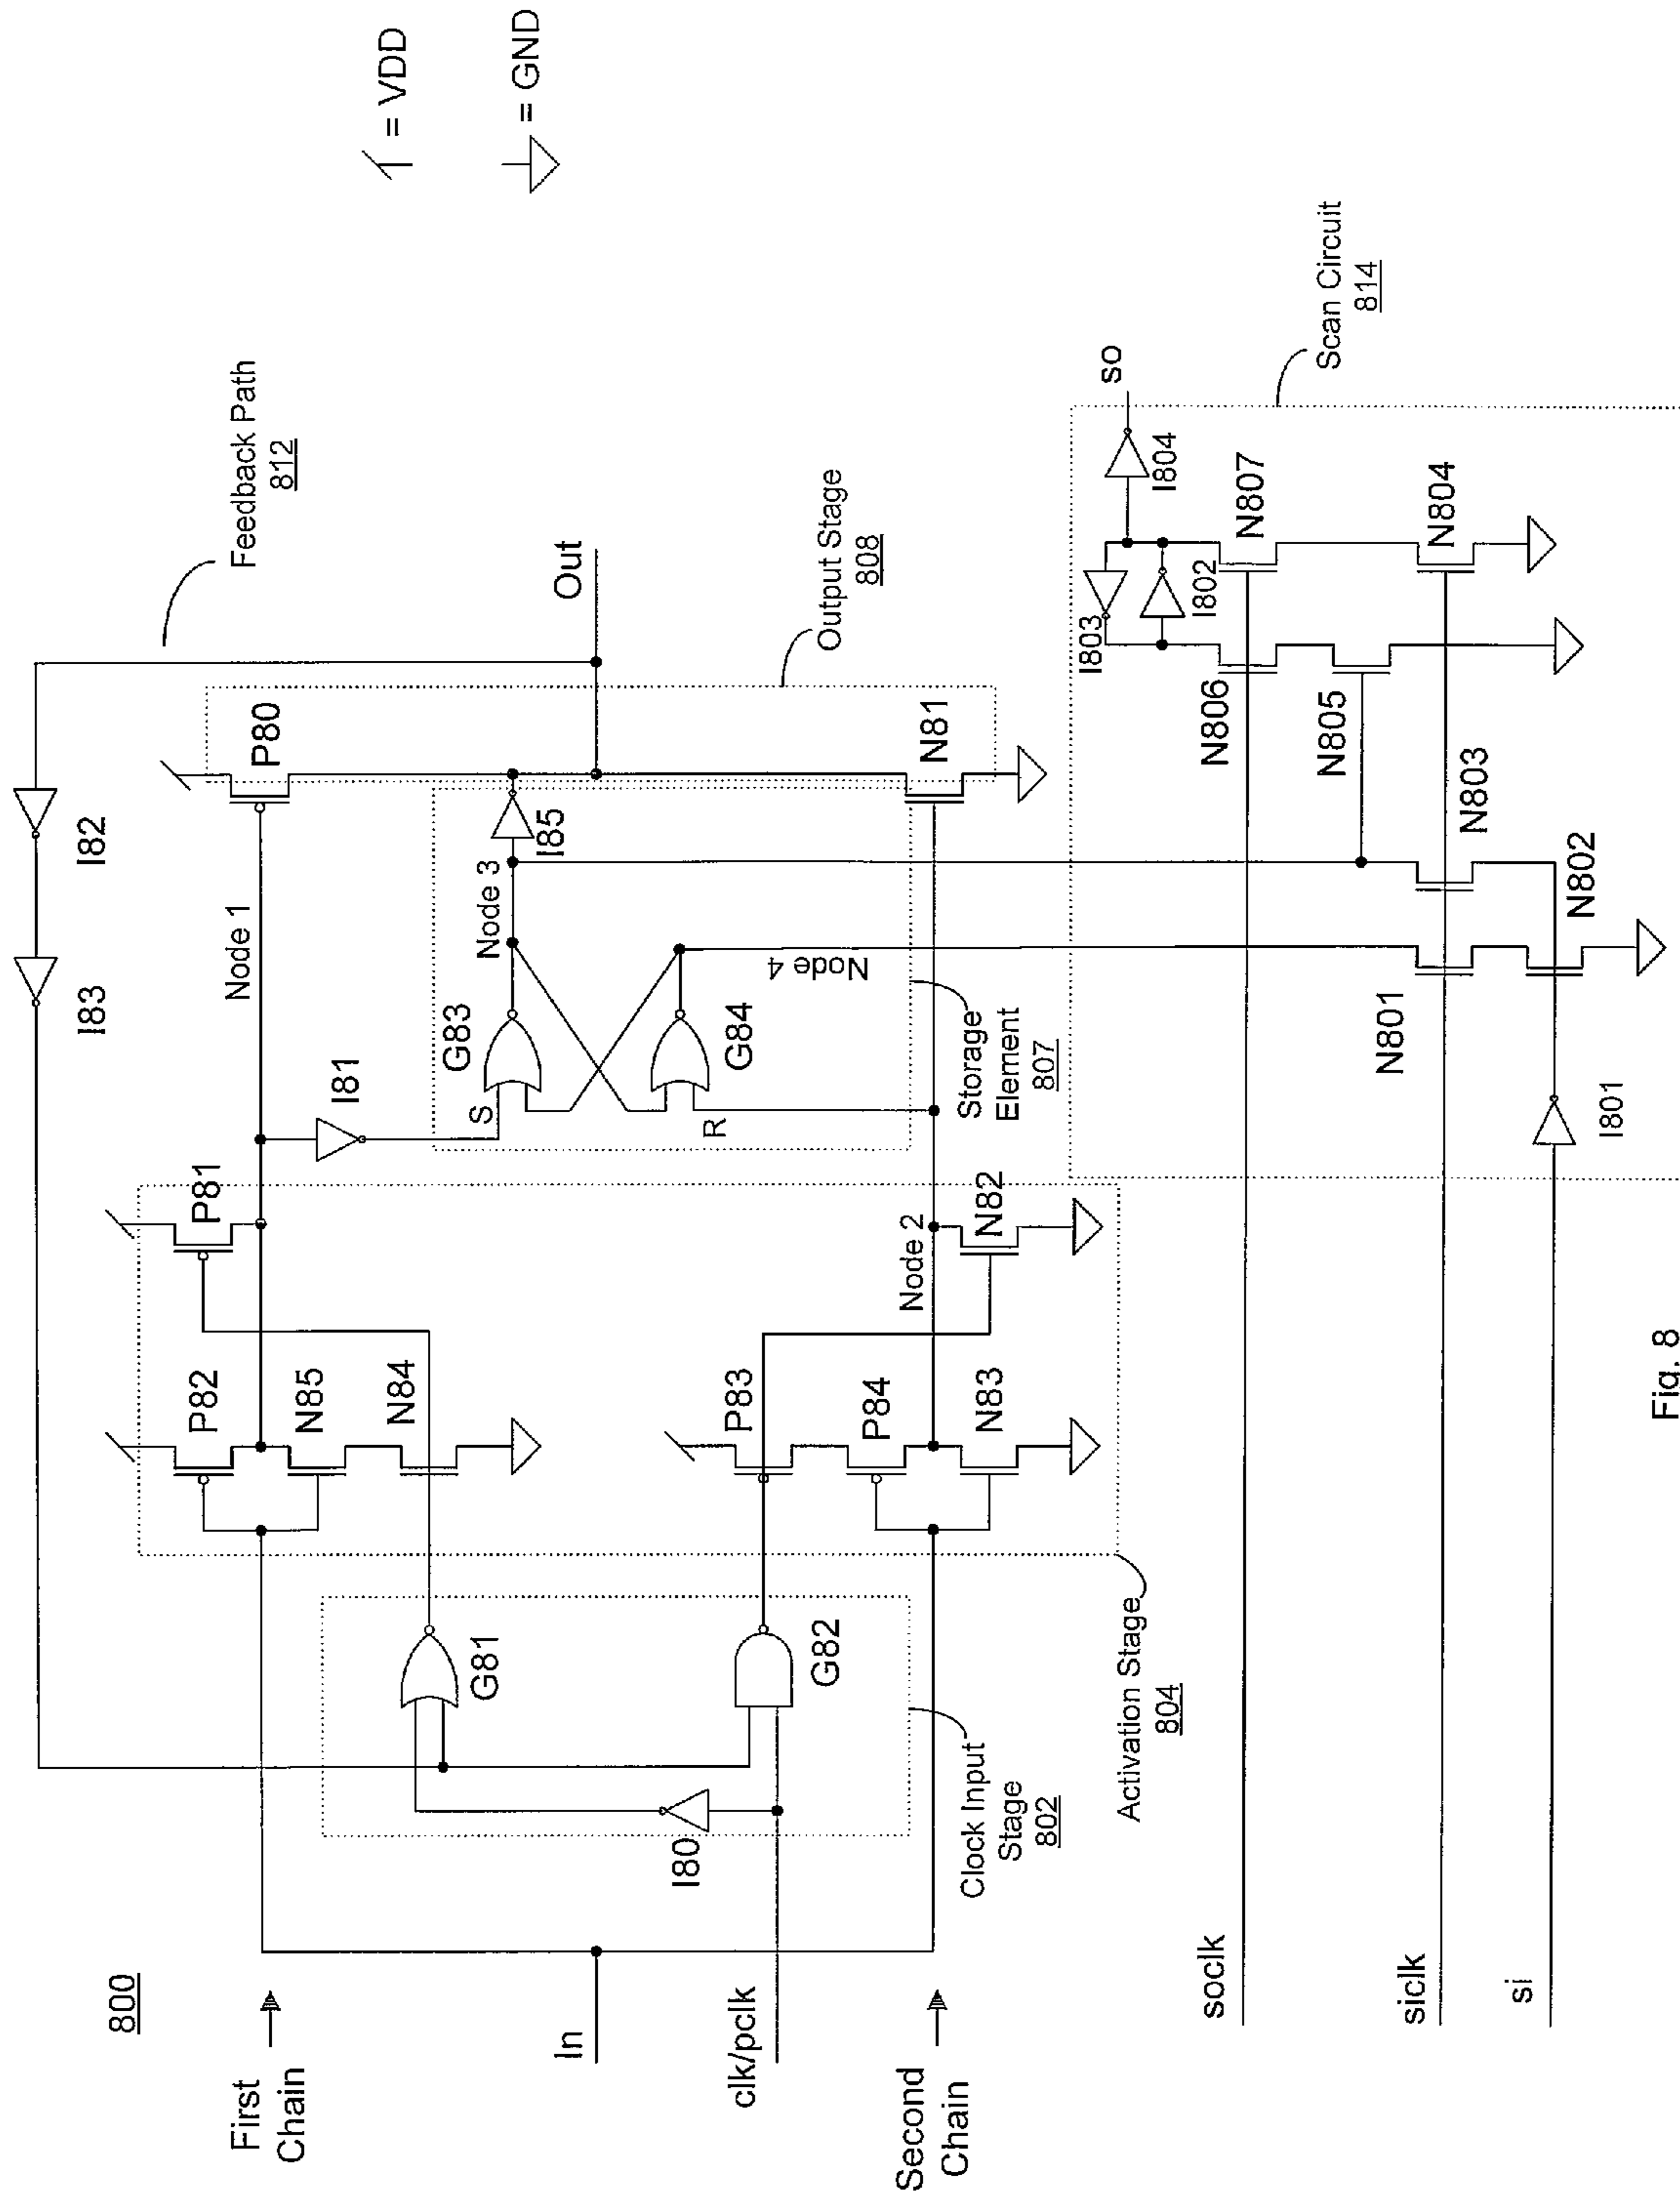 800
First
Chain
In
clk/pclk
Second
Chain
soclk
siclk
si
I80
Clock Input
Stage
802
G81
G82
Activation Stage
804
P82
N85
N84
P83
P84
N83
P81
Node 2
N82
I83
I82
Node 1
I81
S
R
G83
G84
Node 3
Node 4
I85
Storage
Element
807
P80
N81
Out
Output Stage
808
Feedback Path
812
I801
N801
N802
N803
N805
N806
I803
I802
N807
N804
I804
so
Scan Circuit
814
= VDD
= GND
Fig. 8